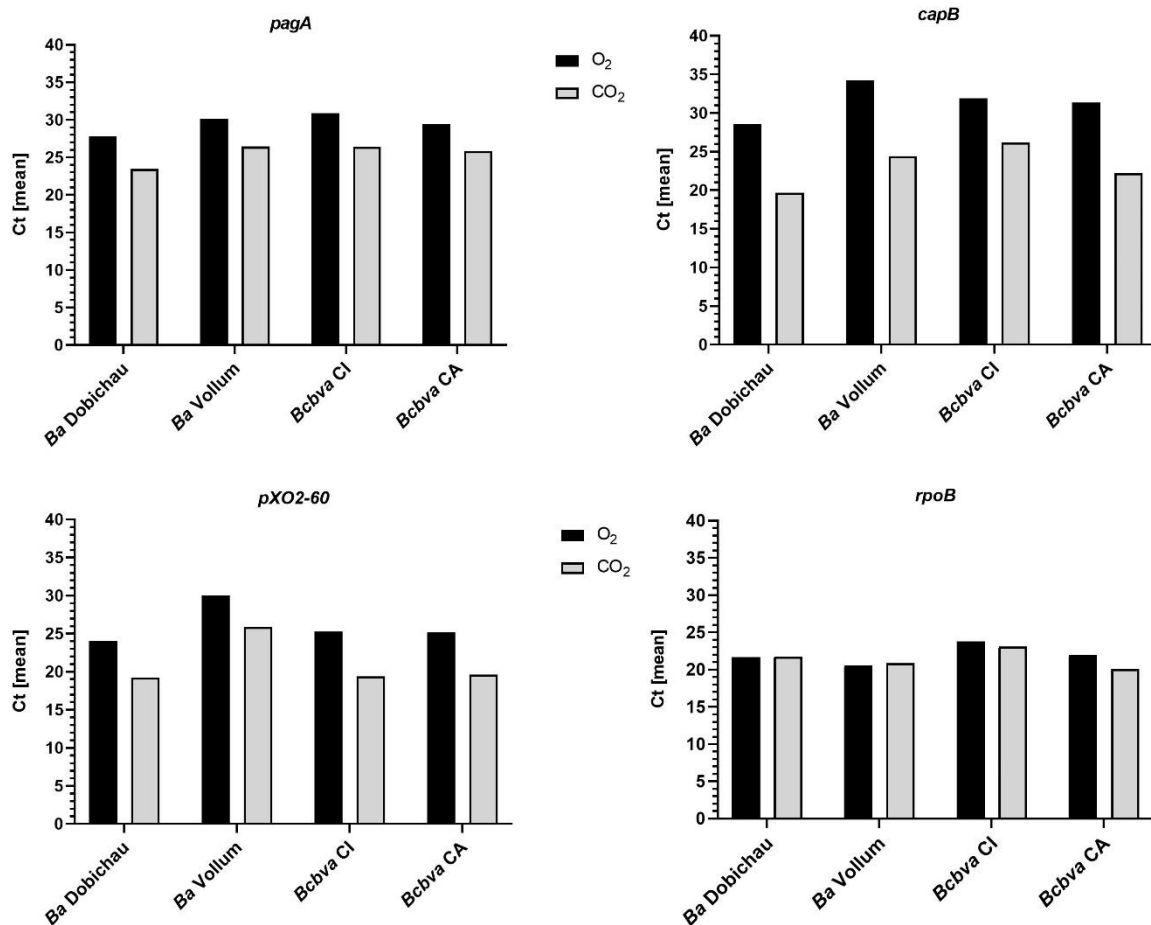 pagA
40
35
30
25
20
15
10
5
0
Ct [mean]
Ba Dobichau
Ba Vollum
Bcbva CI
Bcbva CA
O₂
CO₂
capB
40
35
30
25
20
15
10
5
0
Ct [mean]
Ba Dobichau
Ba Vollum
Bcbva CI
Bcbva CA
pXO2-60
40
35
30
25
20
15
10
5
0
Ct [mean]
Ba Dobichau
Ba Vollum
Bcbva CI
Bcbva CA
O₂
CO₂
rpoB
40
35
30
25
20
15
10
5
0
Ct [mean]
Ba Dobichau
Ba Vollum
Bcbva CI
Bcbva CA